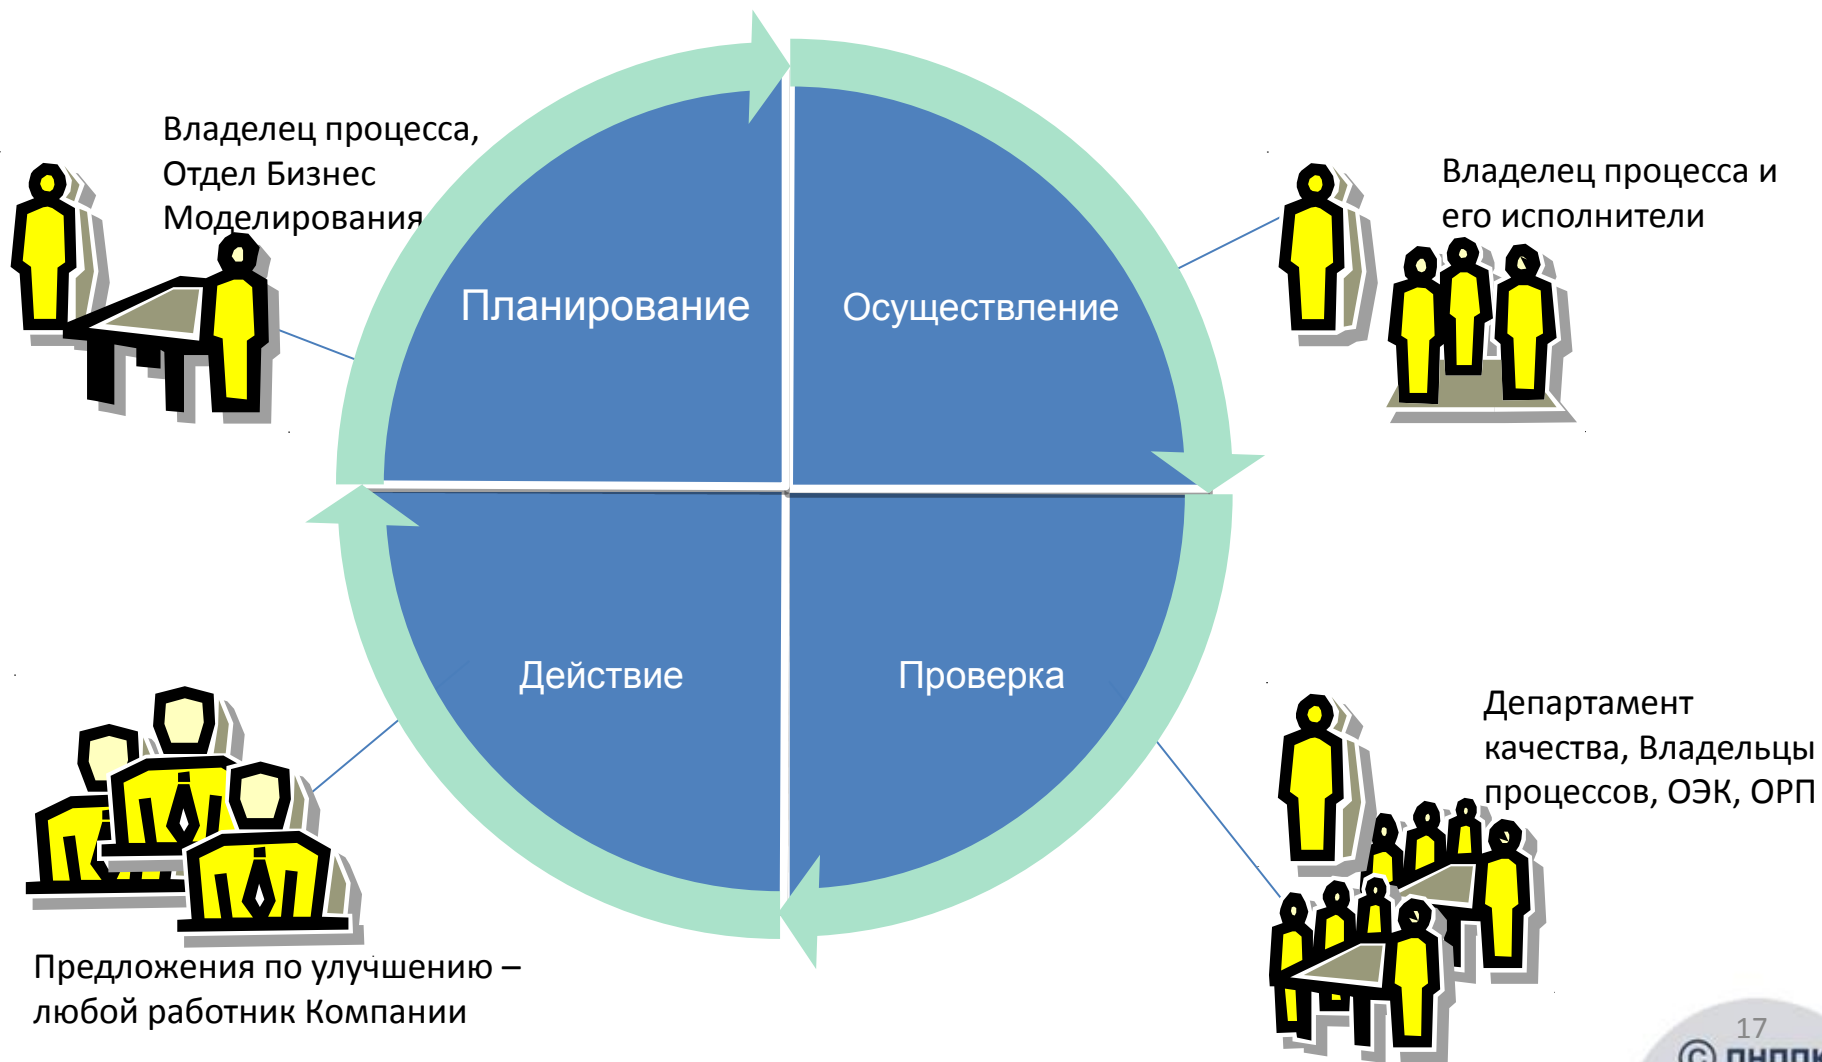 Владелец процесса,
Отдел Бизнес
Моделирования
Владелец процесса и
его исполнители
Планирование
Осуществление
Действие
Проверка
Департамент
качества, Владельцы
процессов, ОЭК, ОРП
Предложения по улучшению –
любой работник Компании
17